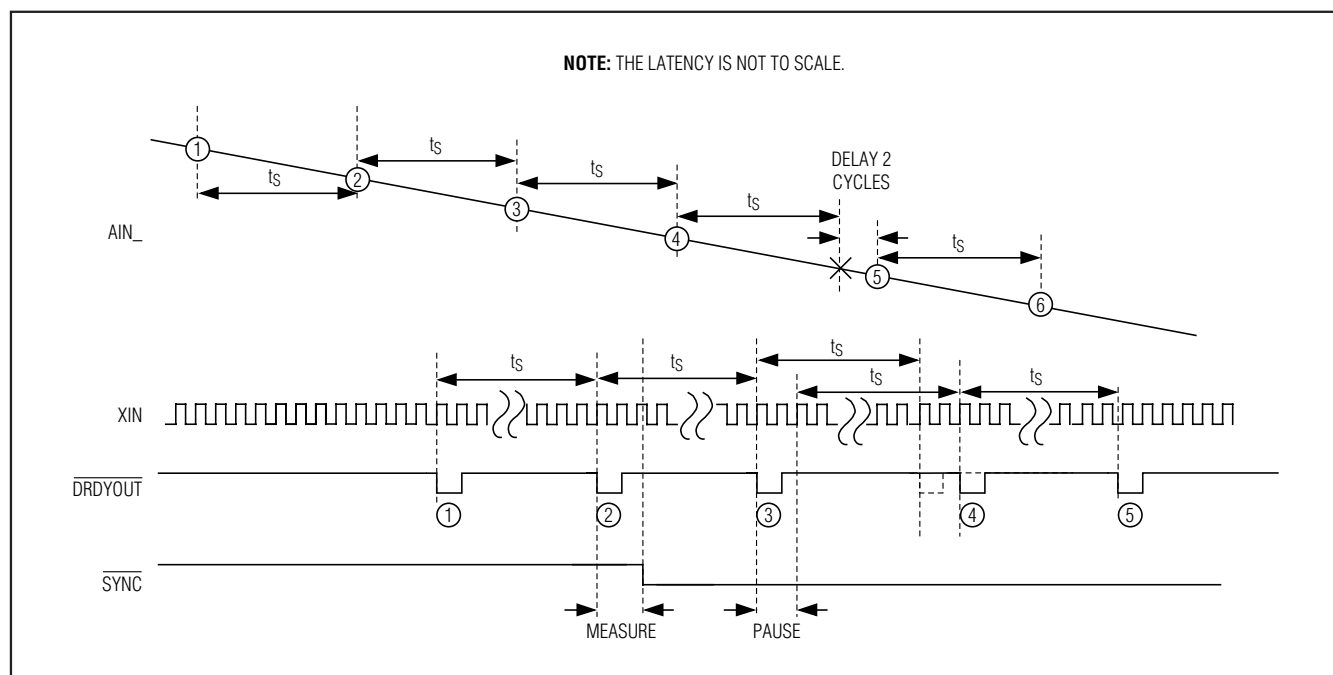 NOTE: THE LATENCY IS NOT TO SCALE.
tS
tS
tS
tS
DELAY 2
CYCLES
tS
1
2
3
4
5
6
AIN_
tS
tS
tS
tS
tS
XIN
DRDYOUT
1
2
3
4
5
SYNC
MEASURE
PAUSE